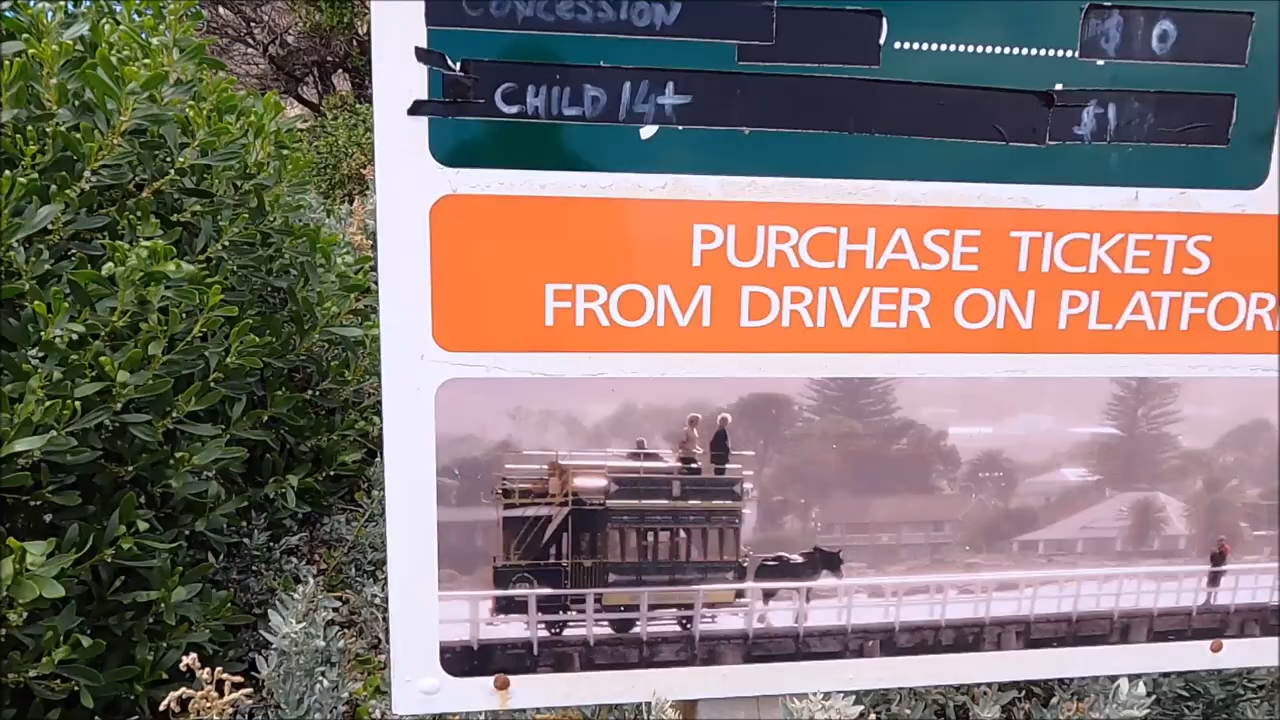 CONCESSION $10
CHILD 14+
PURCHASE TICKETS
FROM DRIVER ON PLATFOR